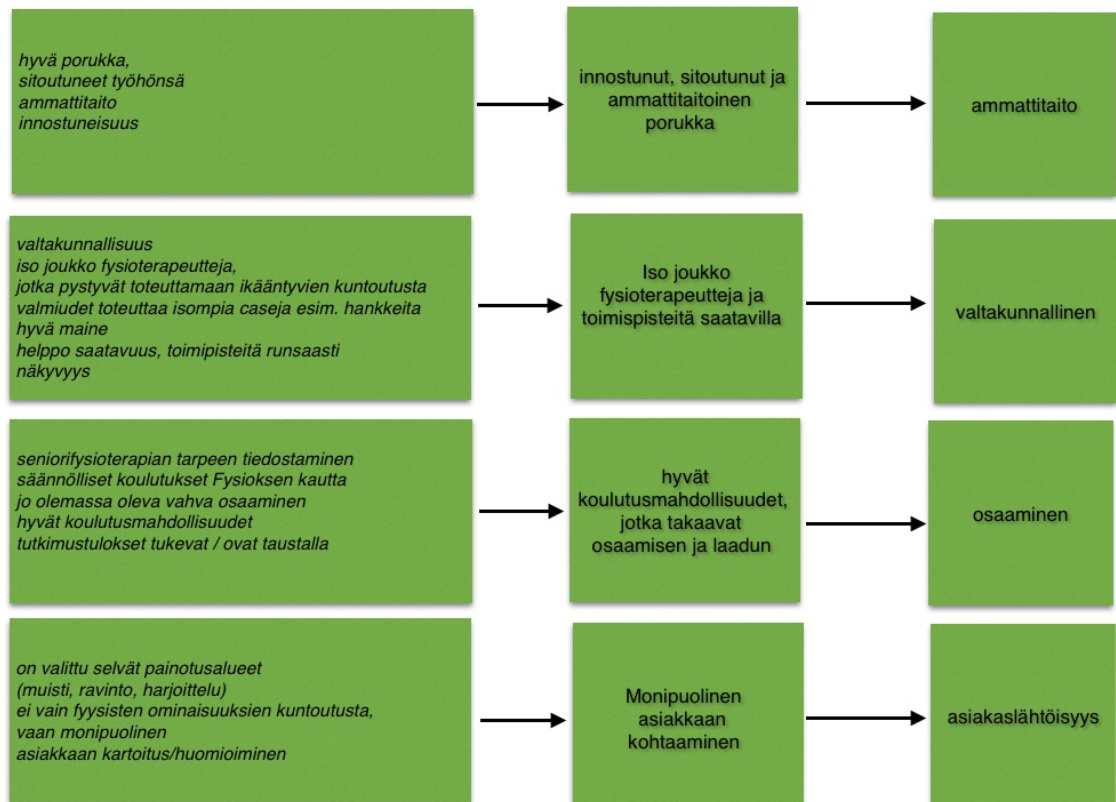 hyvä porukka,
sitoutuneet työhönsä
ammattitaito
innostuneisuus
innostunut, sitoutunut ja
ammattitaitoinen
porukka
ammattitaito
valtakunnallisuus
iso joukko fysioterapeutteja,
jotka pystyvät toteuttamaan ikääntyvien kuntoutusta
valmiudet toteuttaa isompia caseja esim. hankkeita
hyvä maine
helppo saatavuus, toimipisteitä runsaasti
näkyvyys
Iso joukko
fysioterapeutteja ja
toimispisteitä saatavilla
valtakunnallinen
seniorifysioterapian tarpeen tiedostaminen
säännölliset koulutukset Fysioksen kautta
jo olemassa oleva vahva osaaminen
hyvät koulutusmahdollisuudet
tutkimustulokset tukevat / ovat taustalla
hyvät
koulutusmahdollisuudet,
jotka takaavat
osaamisen ja laadun
osaaminen
on valittu selvät painotusalueet
(muisti, ravinto, harjoittelu)
ei vain fyysisten ominaisuuksien kuntoutusta,
vaan monipuolinen
asiakkaan kartoitus/huomioiminen
Monipuolinen
asiakkaan
kohtaaminen
asiakaslähtöisyys